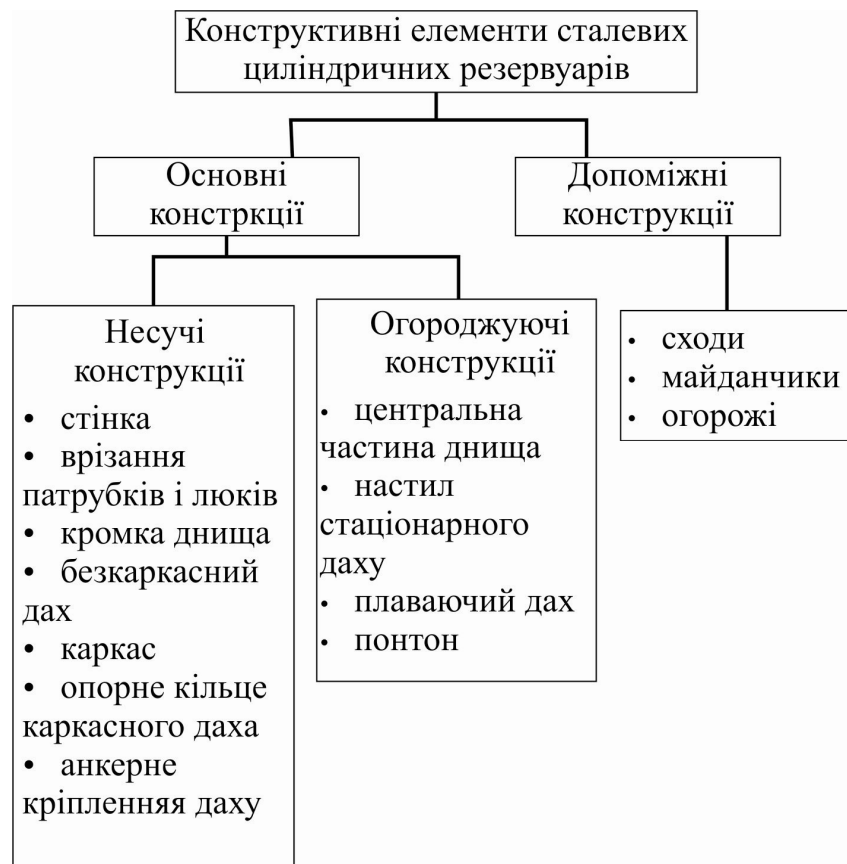 Конструктивні елементи сталевих
циліндричних резервуарів
Основні
констркції
Допоміжні
конструкції
Несучі
конструкції
• стінка
• врізання
патрубків і люків
• кромка днища
• безкаркасний
дах
• каркас
• опорне кільце
каркасного даха
• анкерне
кріпленняя даху
Огороджуючі
конструкції
• центральна
частина днища
• настил
стаціонарного
даху
• плаваючий дах
• понтон
• сходи
• майданчики
• огорожі